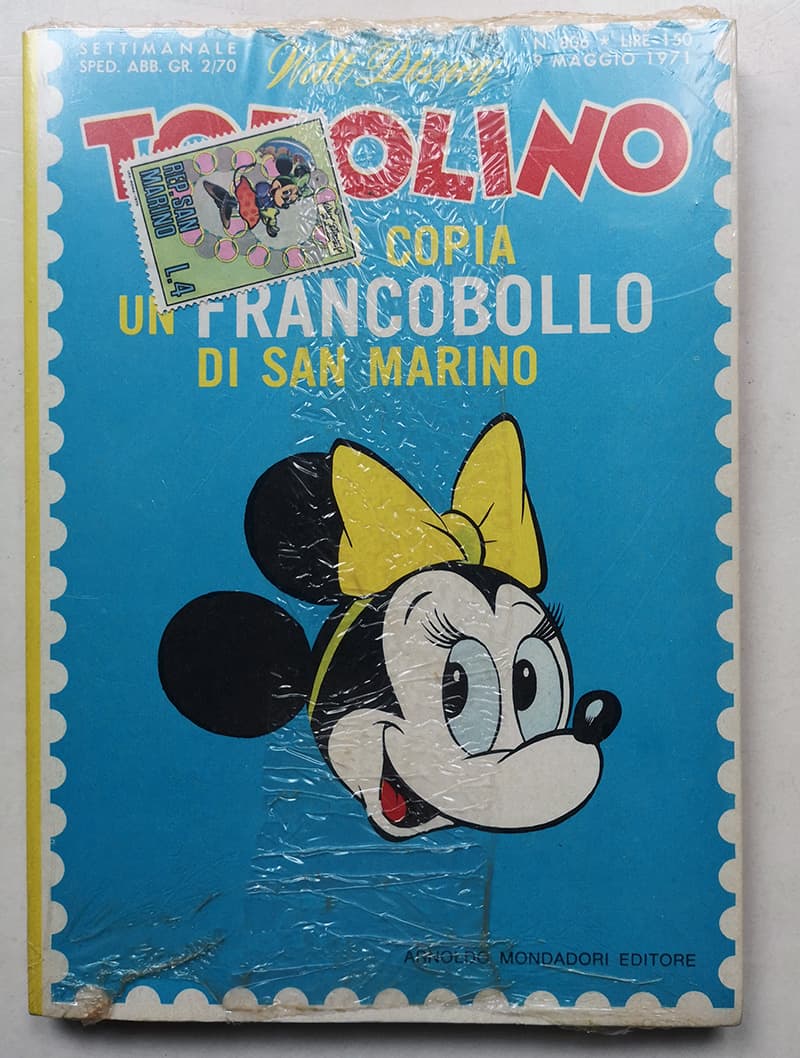 SETTIMANALE
SPED. ABB. GR. 2/70
Walt Disney
N. 806 • LIRE 150
9 MAGGIO 1971
TOPOLINO
REP. SAN
MARINO
L.4
COPIA
UN FRANCOBOLLO
DI SAN MARINO
ARNOLDO MONDADORI EDITORE